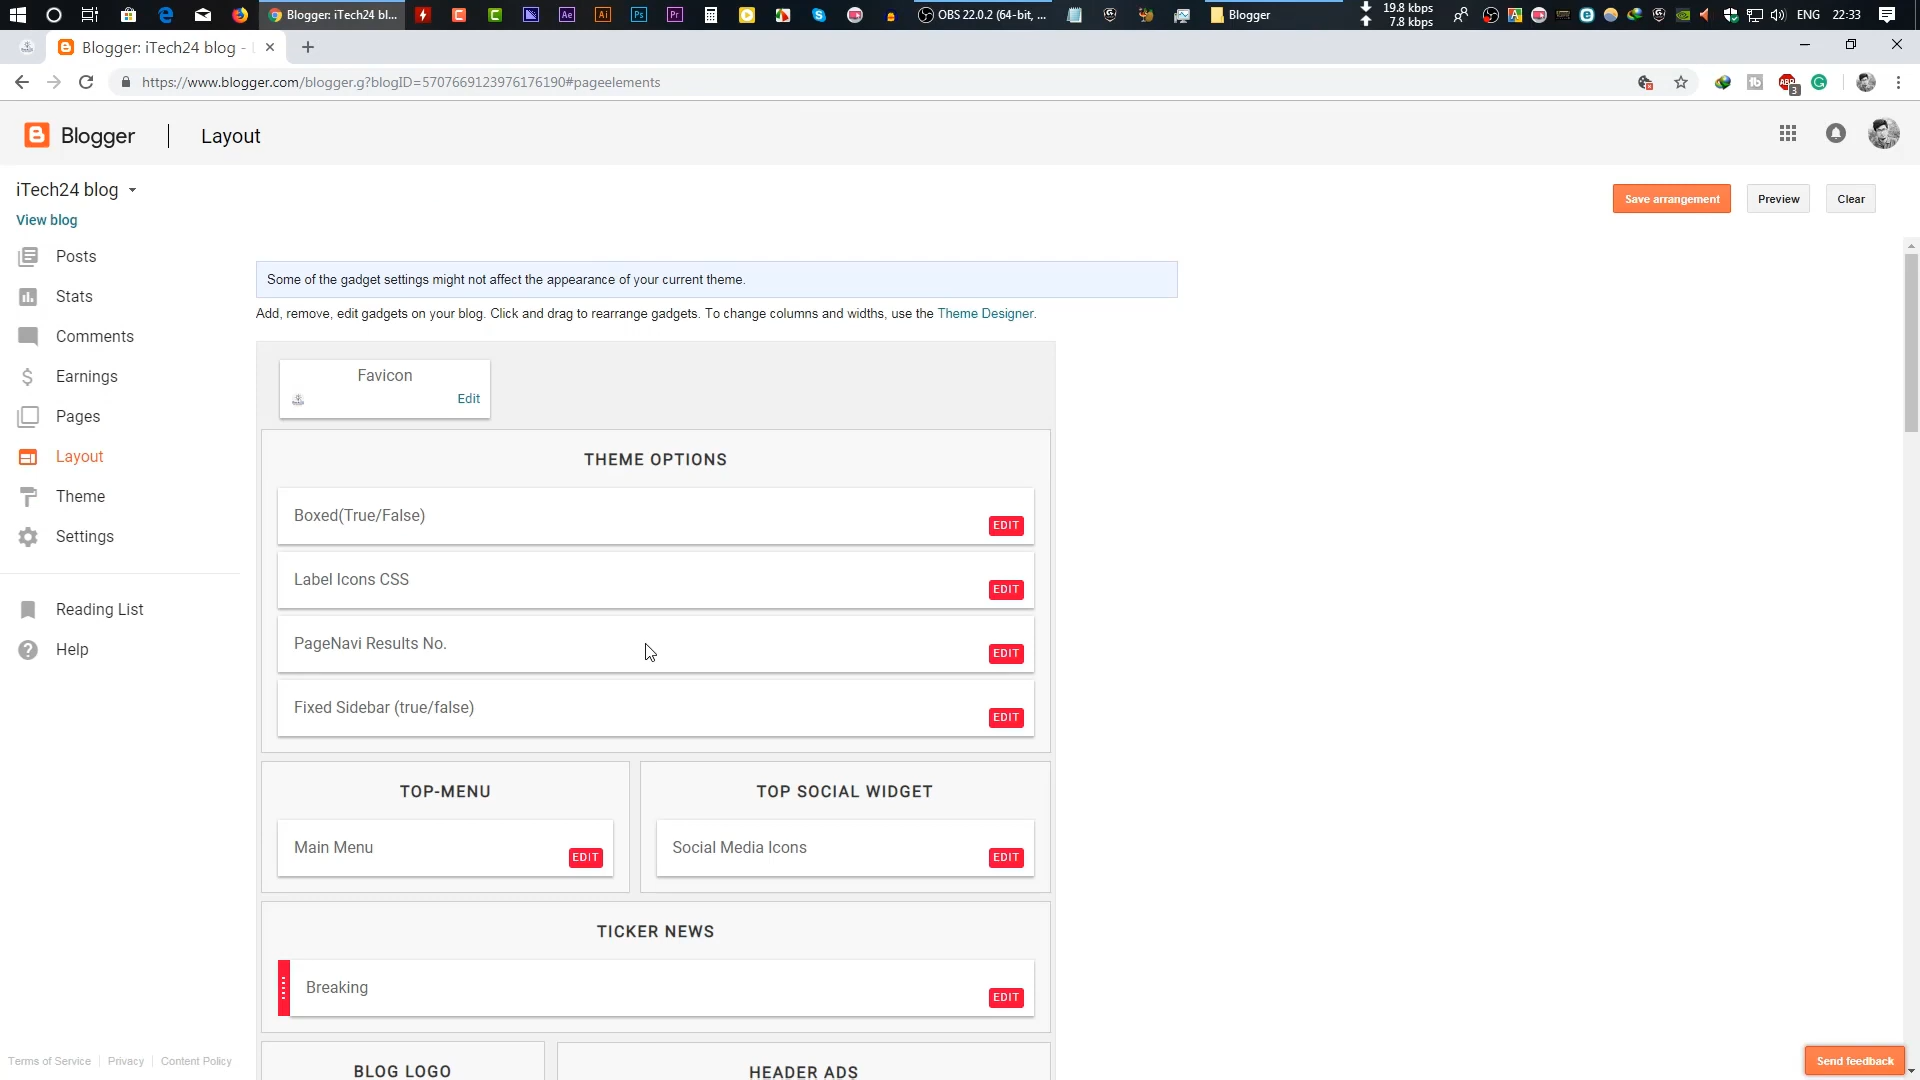 Blogger: iTech24 bl...
OBS 22.0.2 (64-bit, ...
Blogger
19.8 kbps
7.8 kbps
ENG
22:33
Blogger: iTech24 blog -
https://www.blogger.com/blogger.g?blogID=5707669123976176190#pageelements
ABP
3
Blogger
Layout
iTech24 blog
Save arrangement
Preview
Clear
View blog
Posts
Stats
Comments
Earnings
Pages
Layout
Theme
Settings
Reading List
Help
Some of the gadget settings might not affect the appearance of your current theme.
Add, remove, edit gadgets on your blog. Click and drag to rearrange gadgets. To change columns and widths, use the Theme Designer.
Favicon
Edit
THEME OPTIONS
Boxed(True/False)
EDIT
Label Icons CSS
EDIT
PageNavi Results No.
EDIT
Fixed Sidebar (true/false)
EDIT
TOP-MENU
Main Menu
EDIT
TOP SOCIAL WIDGET
Social Media Icons
EDIT
TICKER NEWS
Breaking
EDIT
BLOG LOGO
HEADER ADS
Terms of Service
Privacy
Content Policy
Send feedback